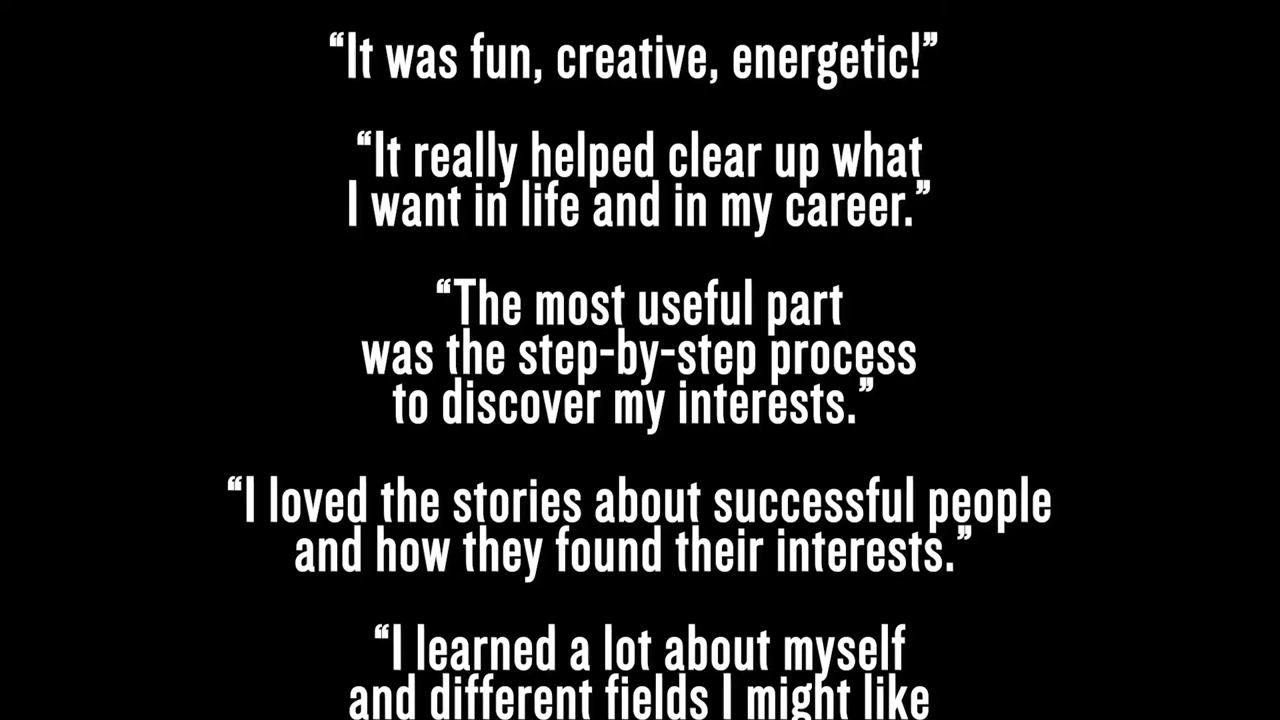 “It was fun, creative, energetic!”
“It really helped clear up what
I want in life and in my career.”
“The most useful part
was the step-by-step process
to discover my interests.”
“I loved the stories about successful people
and how they found their interests.”
“I learned a lot about myself
and different fields I might like